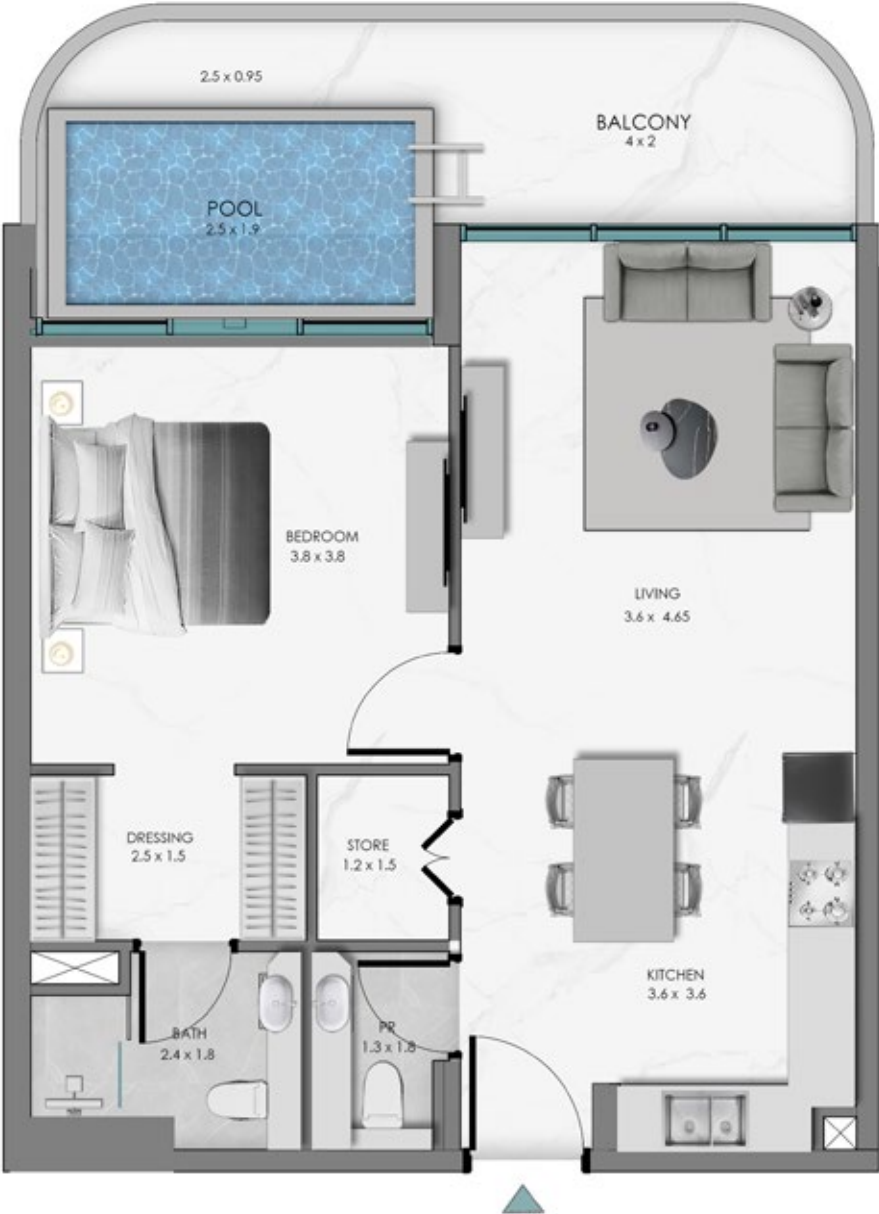 2.5 x 0.95
BALCONY
4 x 2
POOL
2.5 x 1.9
BEDROOM
3.8 x 3.8
LIVING
3.6 x 4.65
DRESSING
2.5 x 1.5
STORE
1.2 x 1.5
KITCHEN
3.6 x 3.6
BATH
2.4 x 1.8
PR
1.3 x 1.8